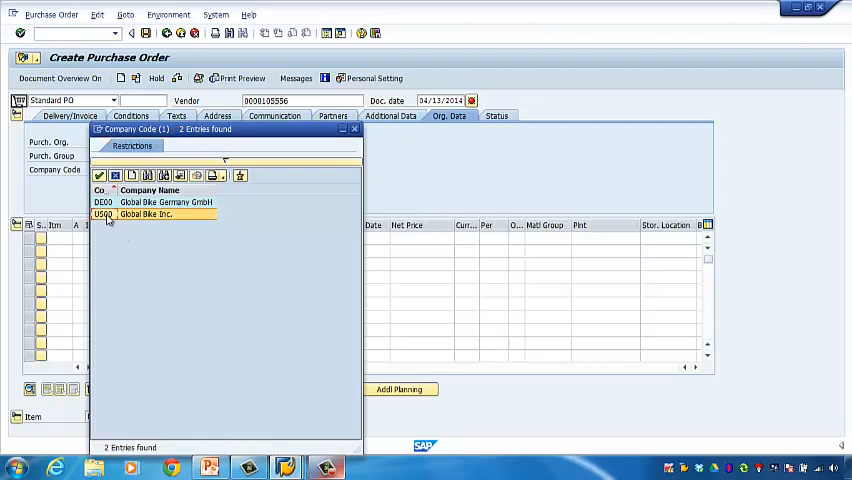 Purchase Order Edit Goto Environment System Help
Create Purchase Order
Document Overview On Hold Print Preview Messages Personal Setting
Standard PO Vendor 0000105556 Doc. date 04/13/2014
Delivery/Invoice Conditions Texts Address Communication Partners Additional Data Org. Data Status
Company Code (1) 2 Entries found
Purch. Org.
Restrictions
Purch. Group
Company Code
Co.. Company Name
DE00 Global Bike Germany GmbH
US00 Global Bike Inc.
S.. Itm A Date Net Price Curr... Per O... Matl Group Plnt Stor. Location
Addl Planning
Item
2 Entries found
SAP